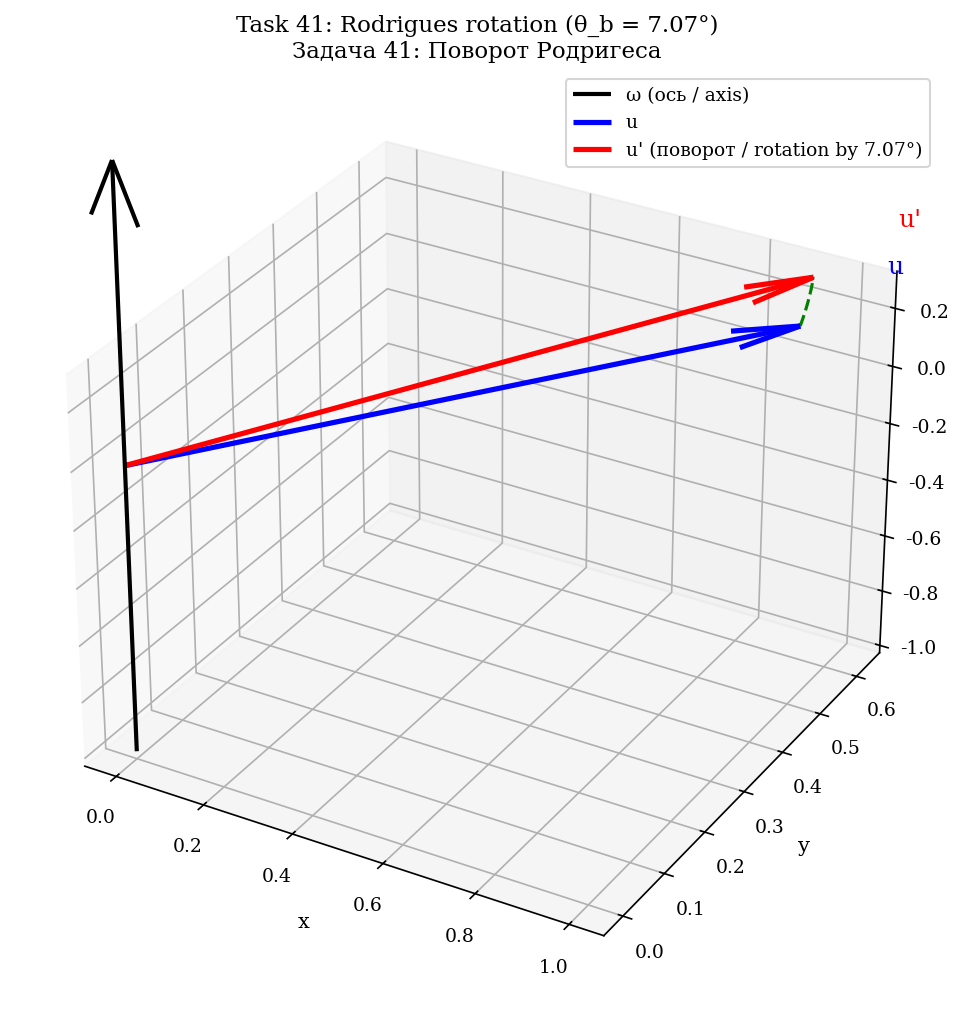 Task 41: Rodrigues rotation (θ_b = 7.07°)
Задача 41: Поворот Родригеса
ω (ось / axis)
u
u' (поворот / rotation by 7.07°)
u'
u
0.2
0.0
-0.2
-0.4
-0.6
-0.8
-1.0
0.6
0.5
0.4
0.3
0.2
0.1
0.0
y
0.0
0.2
0.4
0.6
0.8
1.0
x